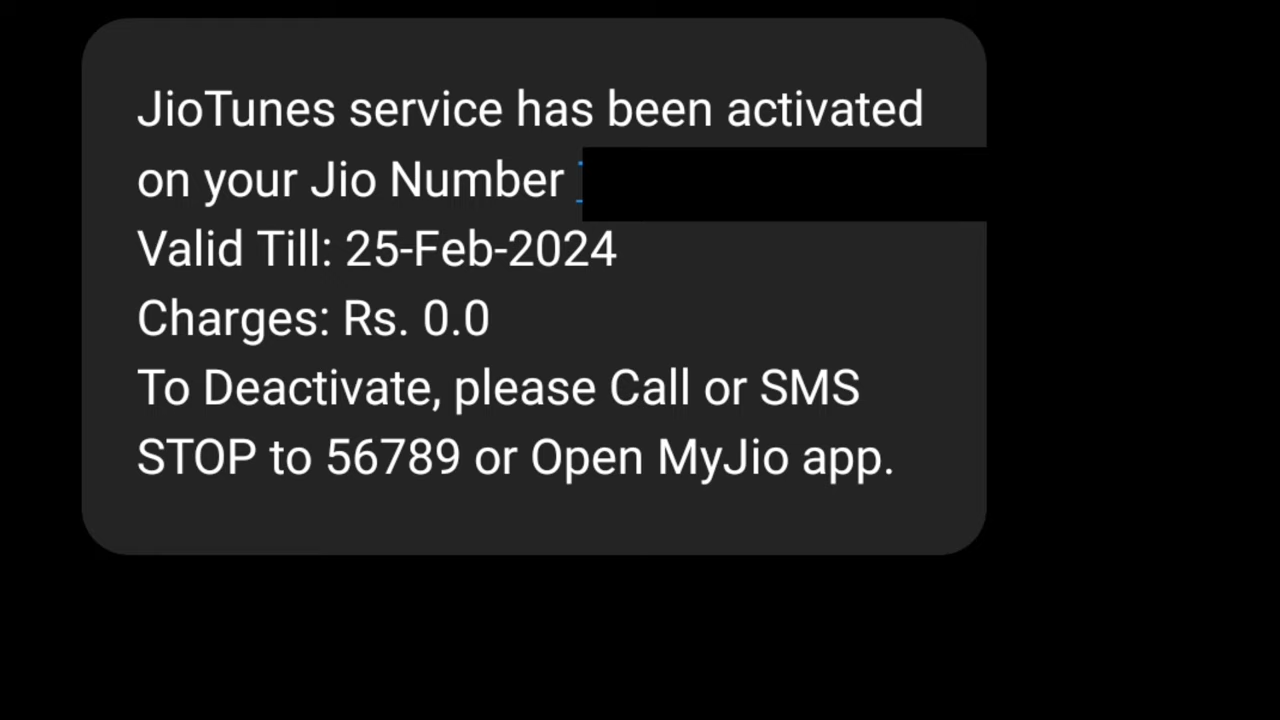 JioTunes service has been activated
on your Jio Number
Valid Till: 25-Feb-2024
Charges: Rs. 0.0
To Deactivate, please Call or SMS
STOP to 56789 or Open MyJio app.